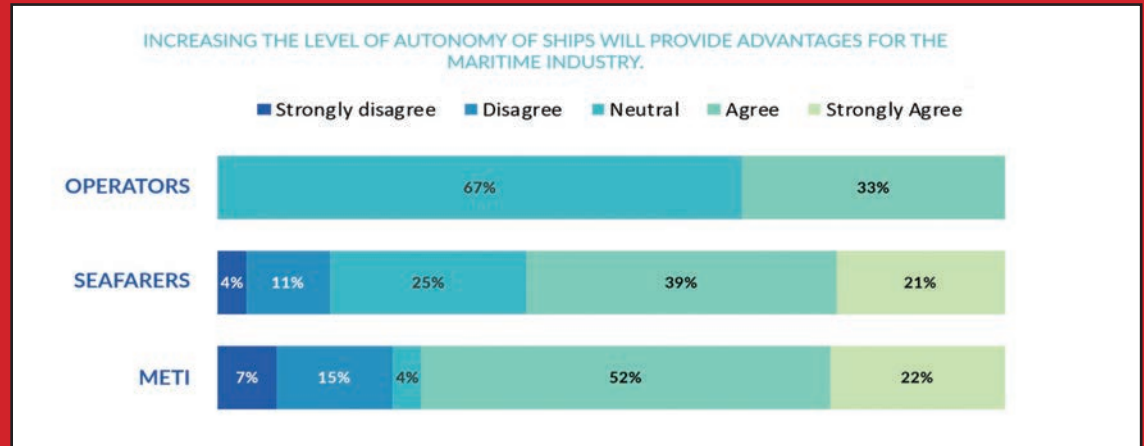 INCREASING THE LEVEL OF AUTONOMY OF SHIPS WILL PROVIDE ADVANTAGES FOR THE
MARITIME INDUSTRY.
Strongly disagree Disagree Neutral Agree Strongly Agree
OPERATORS 67% 33%
SEAFARERS 4% 11% 25% 39% 21%
METI 7% 15% 4% 52% 22%